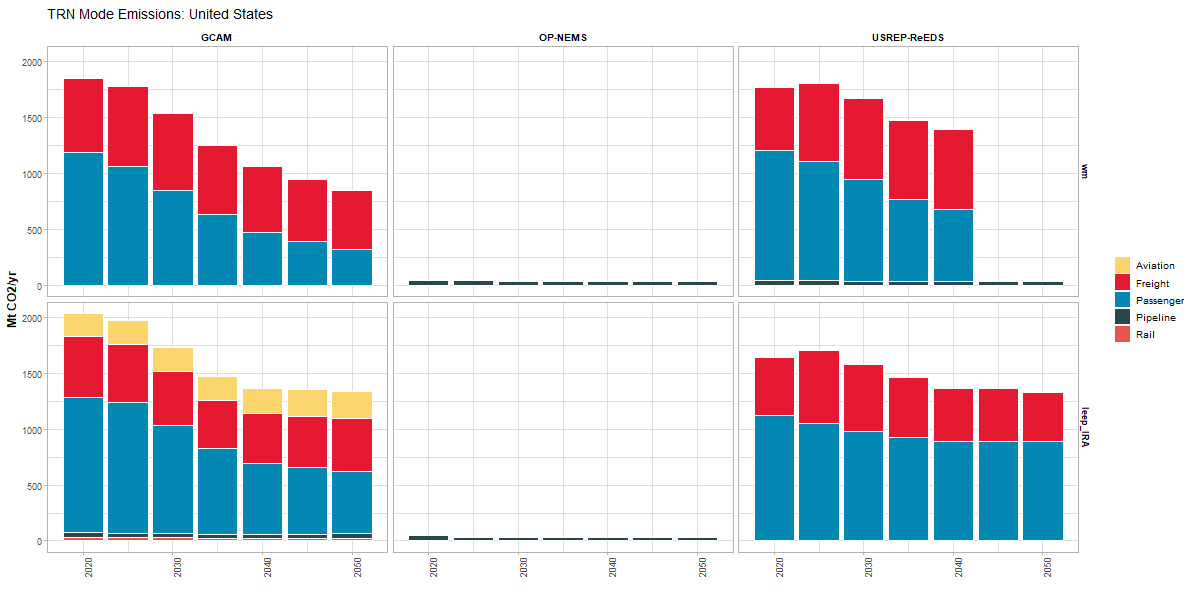 TRN Mode Emissions: United States
GCAM
OP-NEMS
USREP-ReEDS
2000
1500
1000
500
0
wm
Mt CO2/yr
2000
1500
1000
500
0
leep_IRA
2020
2030
2040
2050
2020
2030
2040
2050
2020
2030
2040
2050
Aviation
Freight
Passenger
Pipeline
Rail